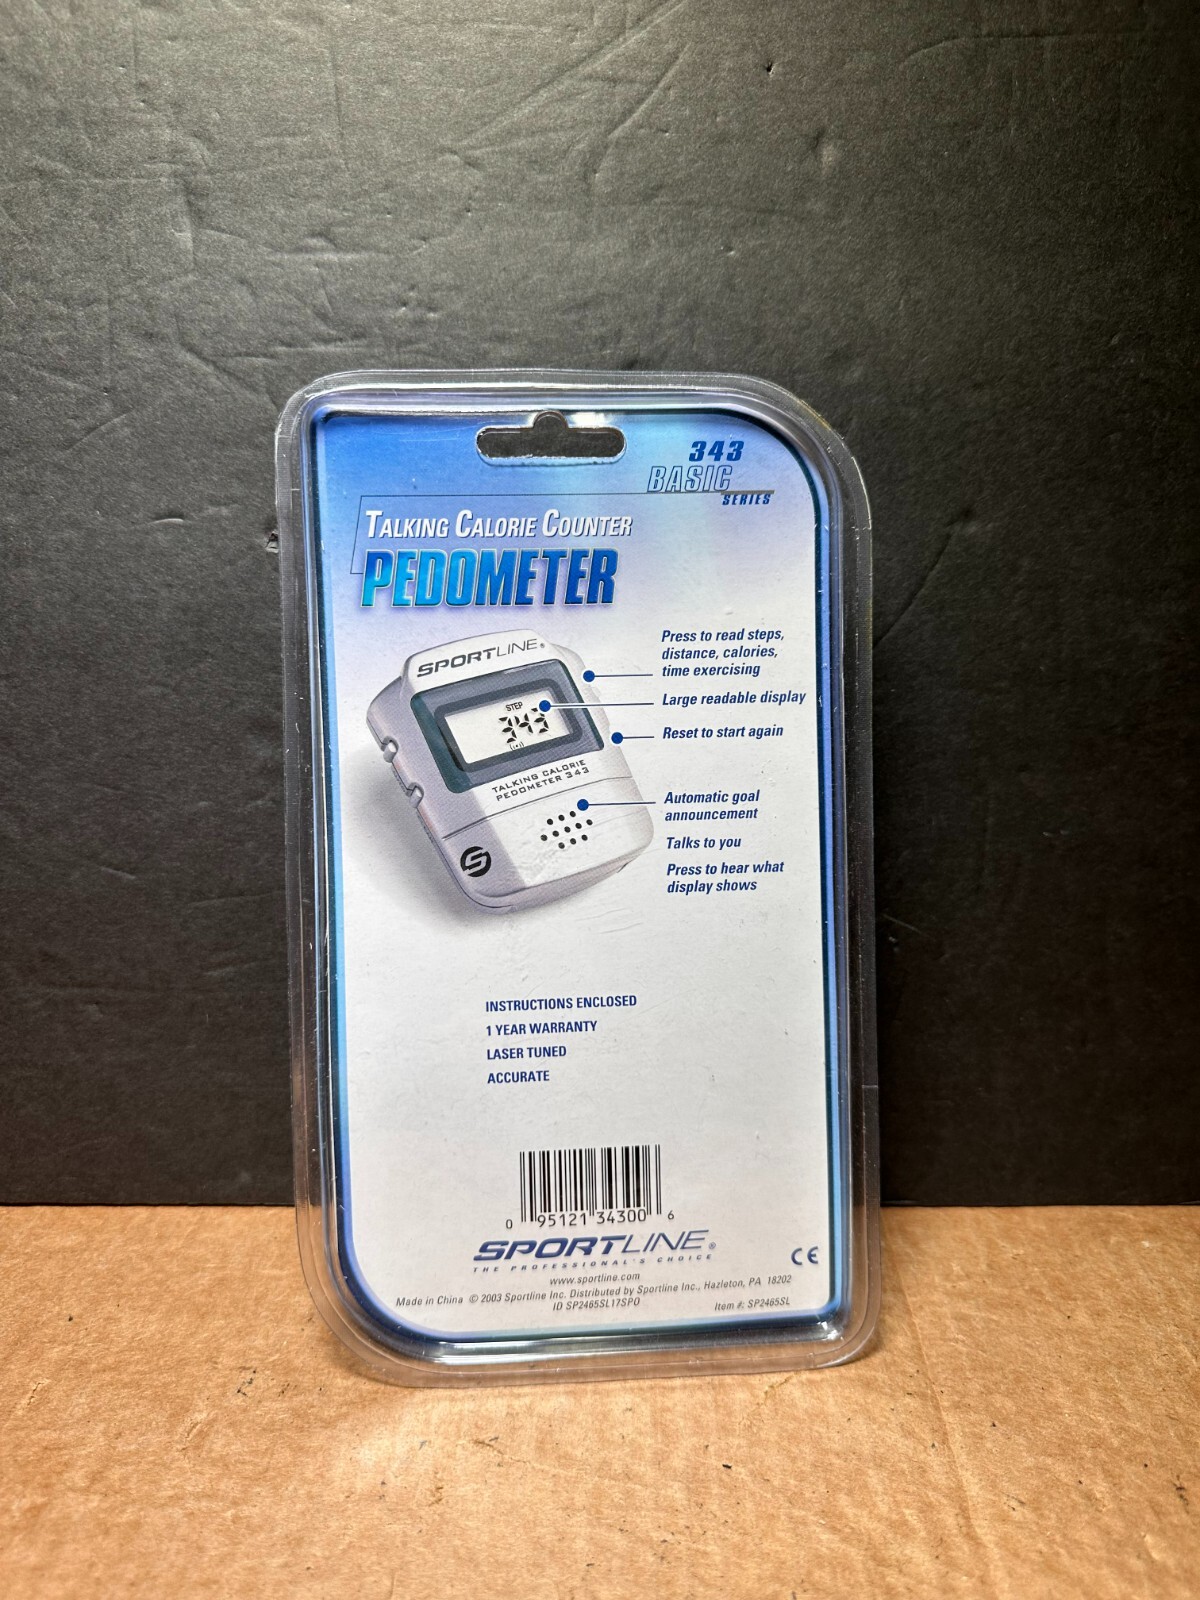 343
BASIC
SERIES
TALKING CALORIE COUNTER
PEDOMETER
SPORTLINE®
STEP
343
TALKING CALORIE
PEDOMETER 343
Press to read steps,
distance, calories,
time exercising
Large readable display
Reset to start again
Automatic goal
announcement
Talks to you
Press to hear what
display shows
INSTRUCTIONS ENCLOSED
1 YEAR WARRANTY
LASER TUNED
ACCURATE
0 95121 34300 6
SPORTLINE®
THE PROFESSIONAL'S CHOICE
CE
www.sportline.com
Made in China © 2003 Sportline Inc. Distributed by Sportline Inc., Hazleton, PA 18202
ID SP2465SL17SPO
Item #: SP2465SL